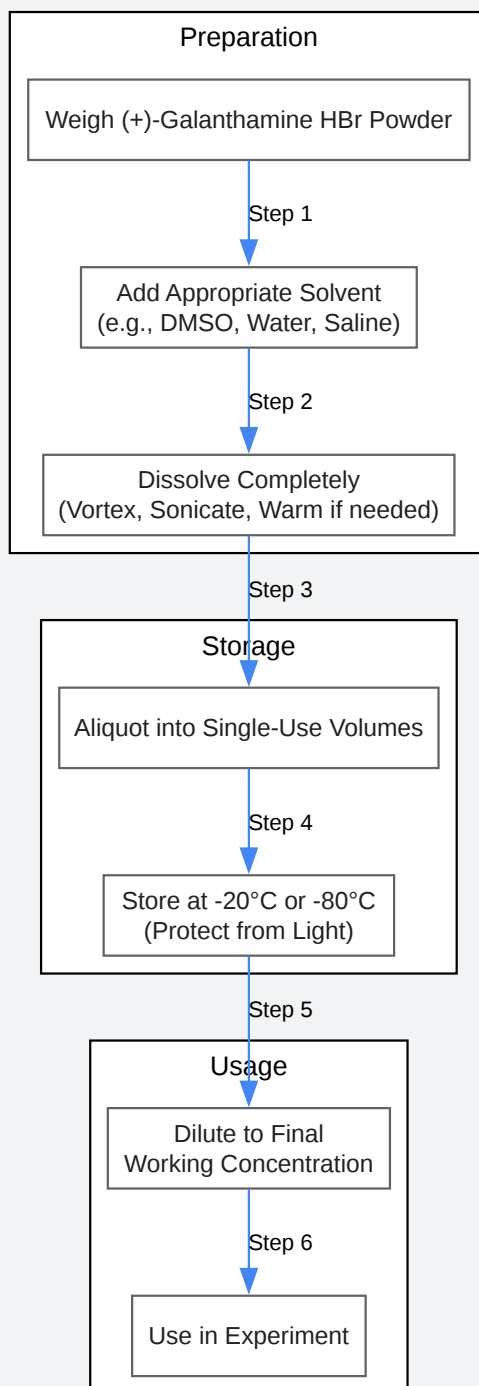 Preparation
Weigh (+)-Galanthamine HBr Powder
Step 1
Add Appropriate Solvent
(e.g., DMSO, Water, Saline)
Step 2
Dissolve Completely
(Vortex, Sonicate, Warm if needed)
Step 3
Storage
Aliquot into Single-Use Volumes
Step 4
Store at -20°C or -80°C
(Protect from Light)
Step 5
Usage
Dilute to Final
Working Concentration
Step 6
Use in Experiment